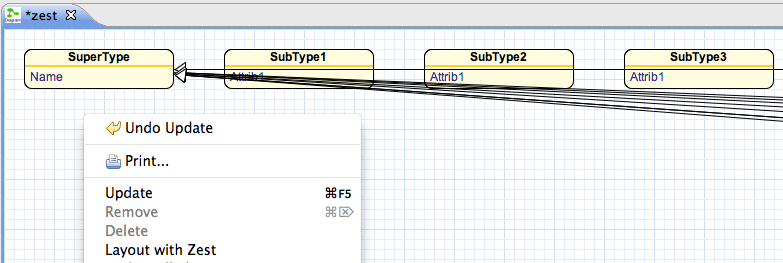 *zest
SuperType
Name
SubType1
Attrib1
SubType2
Attrib1
SubType3
Attrib1
Undo Update
Print...
Update ⌘F5
Remove ⌘⌦
Delete
Layout with Zest